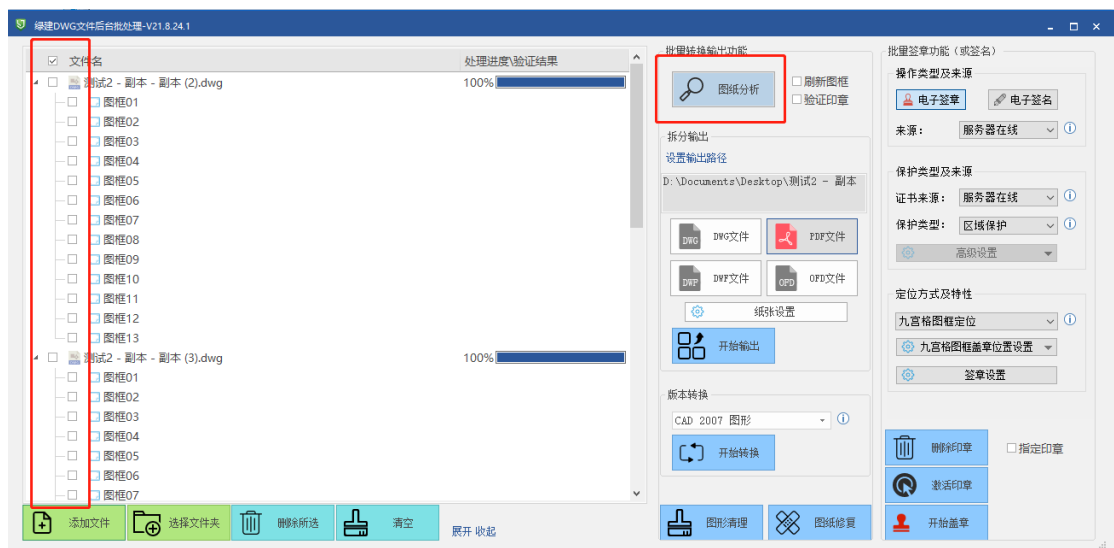 绿建DWG文件后台批处理-V21.8.24.1
文件名 处理进度\验证结果
测试2 - 副本 - 副本 (2).dwg 100%
图框01
图框02
图框03
图框04
图框05
图框06
图框07
图框08
图框09
图框10
图框11
图框12
图框13
测试2 - 副本 - 副本 (3).dwg 100%
图框01
图框02
图框03
图框04
图框05
图框06
图框07
添加文件 选择文件夹 删除所选 清空 展开 收起
批量转换输出功能
图纸分析
刷新图框
验证印章
拆分输出
设置输出路径
D:\Documents\Desktop\测试2 - 副本
DWG DWG文件 PDF文件
DWF DWF文件 OFD OFD文件
纸张设置
开始输出
版本转换
CAD 2007 图形
开始转换
图形清理 图纸修复
批量签章功能（或签名）
操作类型及来源
电子签章 电子签名
来源： 服务器在线
保护类型及来源
证书来源： 服务器在线
保护类型： 区域保护
高级设置
定位方式及特性
九宫格图框定位
九宫格图框盖章位置设置
签章设置
删除印章 指定印章
激活印章
开始盖章